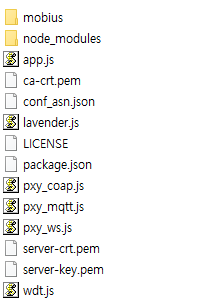 mobius
node_modules
app.js
ca-crt.pem
conf_asn.json
lavender.js
LICENSE
package.json
pxy_coap.js
pxy_mqtt.js
pxy_ws.js
server-crt.pem
server-key.pem
wdt.js